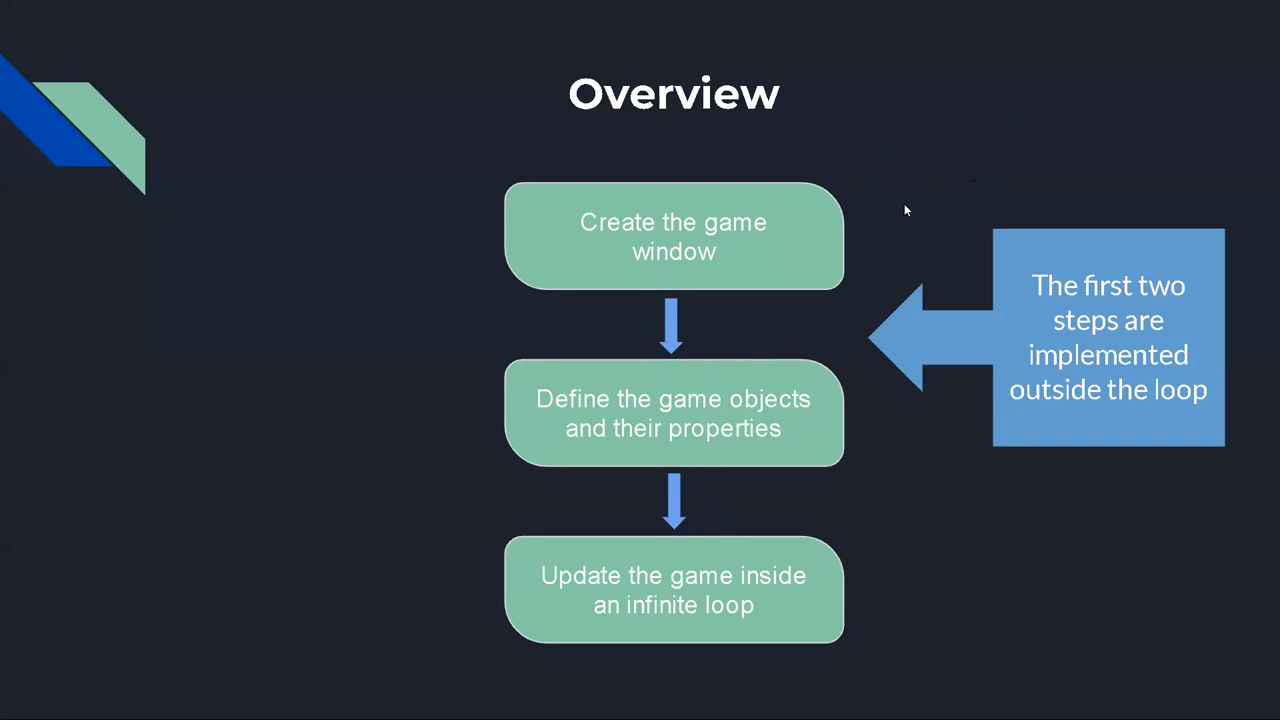 Overview
Create the game
window
Define the game objects
and their properties
Update the game inside
an infinite loop
The first two
steps are
implemented
outside the loop